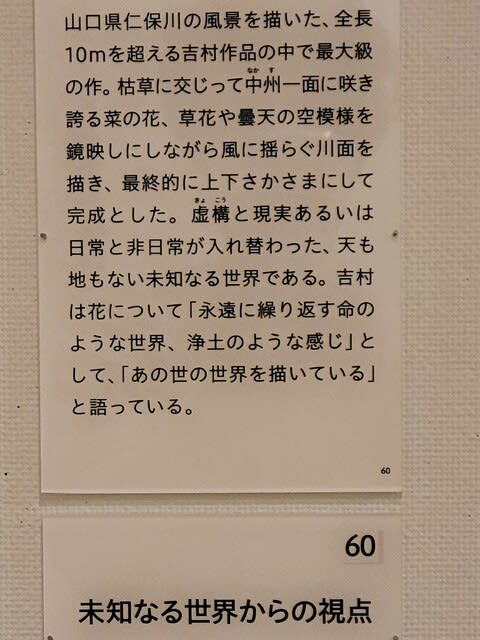 山口県仁保川の風景を描いた、全長
10mを超える吉村作品の中で最大級
の作。枯草に交じって中州一面に咲き
誇る菜の花、草花や曇天の空模様を
鏡映しにしながら風に揺らぐ川面を
描き、最終的に上下さかさまにして
完成とした。虚構と現実あるいは
日常と非日常が入れ替わった、天も
地もない未知なる世界である。吉村
は花について「永遠に繰り返す命の
ような世界、浄土のような感じ」と
して、「あの世の世界を描いている」
と語っている。
60
60
未知なる世界からの視点